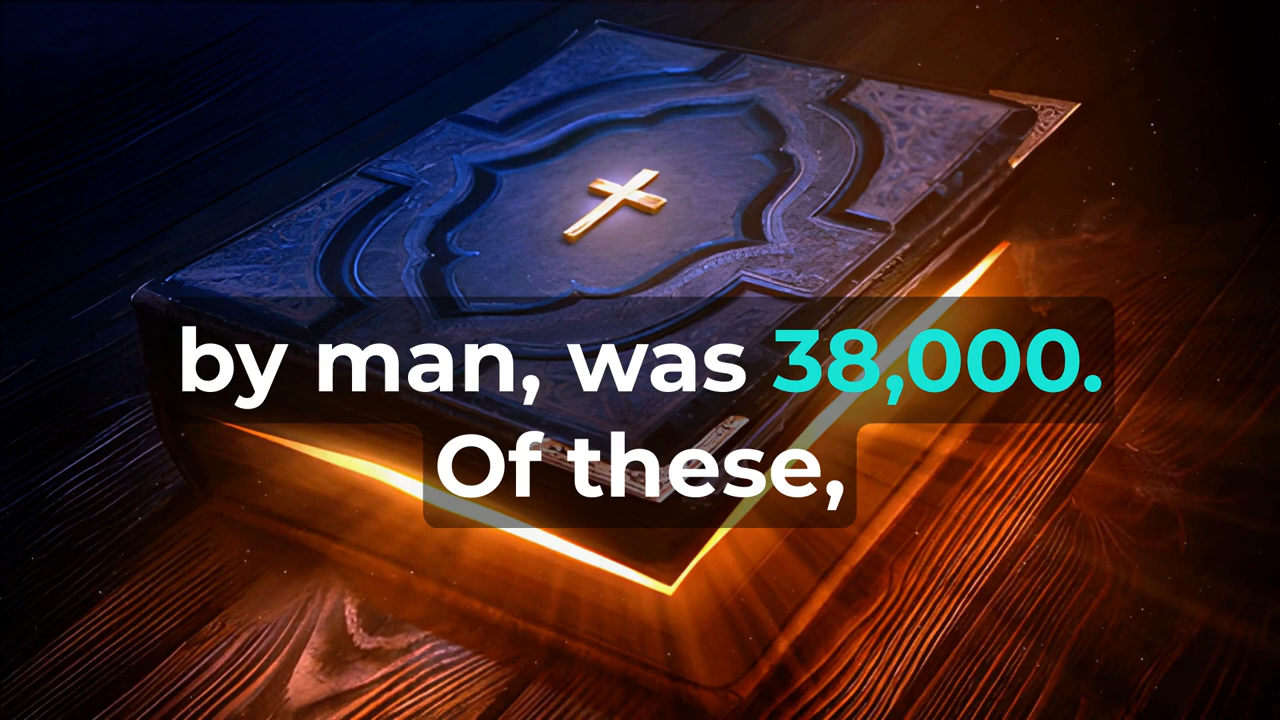 by man, was 38,000.
Of these,